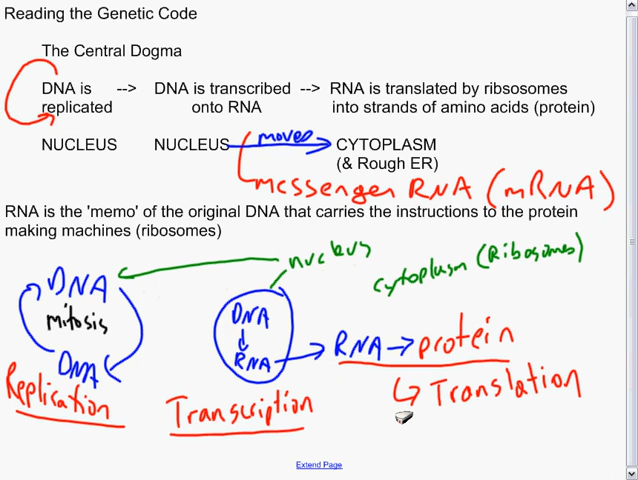 Reading the Genetic Code
The Central Dogma
DNA is --> DNA is transcribed --> RNA is translated by ribsosomes
replicated onto RNA into strands of amino acids (protein)
NUCLEUS NUCLEUS moves CYTOPLASM
(& Rough ER)
messenger RNA (mRNA)
RNA is the 'memo' of the original DNA that carries the instructions to the protein
making machines (ribosomes)
nucleus cytoplasm (Ribosomes)
DNA
mitosis
DNA
Replication
DNA
RNA
Transcription
RNA → protein
Translation
Extend Page